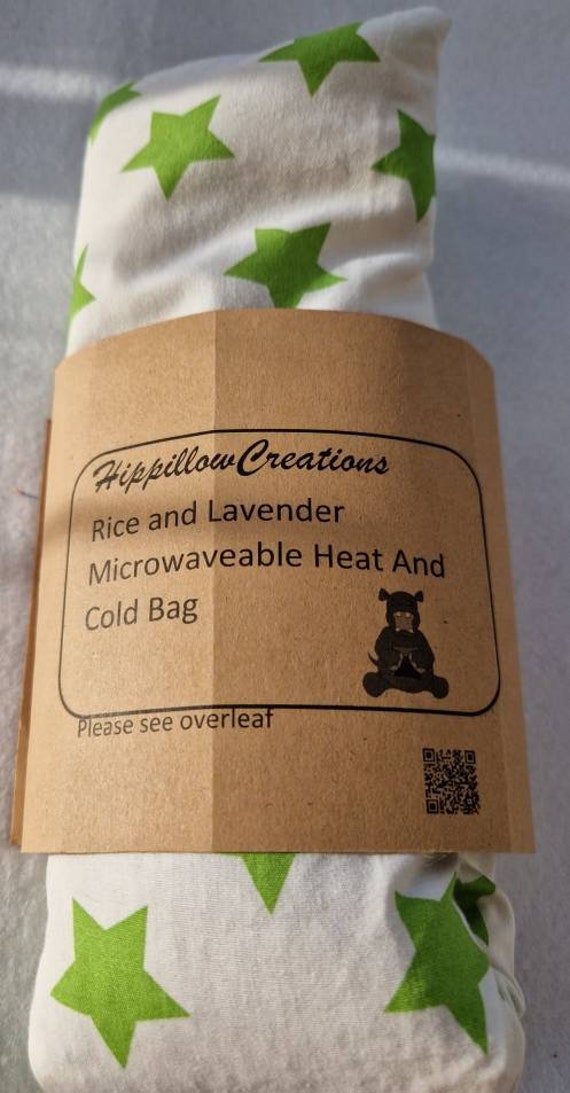 HippillowCreations
Rice and Lavender
Microwaveable Heat And
Cold Bag
Please see overleaf